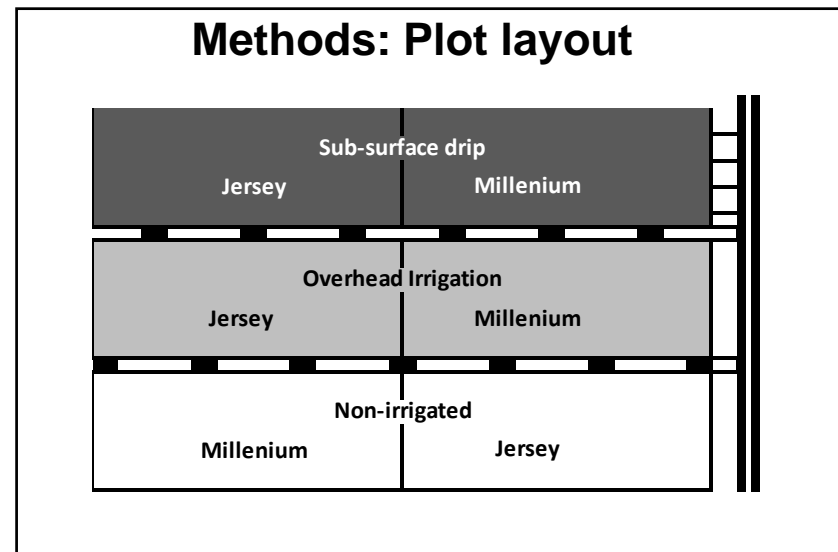 Methods: Plot layout
Sub-surface drip
Jersey Millenium
Overhead Irrigation
Jersey Millenium
Non-irrigated
Millenium Jersey